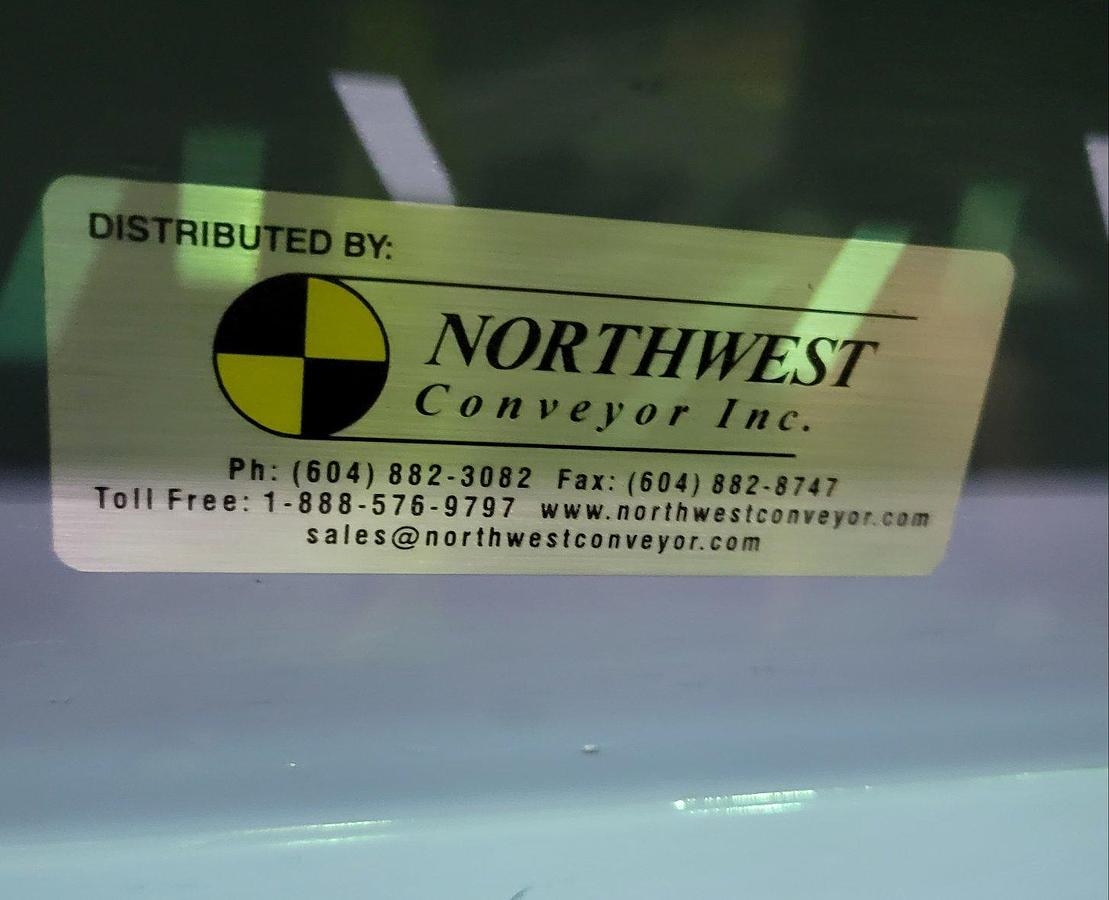 DISTRIBUTED BY:
NORTHWEST
Conveyor Inc.
Ph: (604) 882-3082 Fax: (604) 882-8747
Toll Free: 1-888-576-9797 www.northwestconveyor.com
sales@northwestconveyor.com